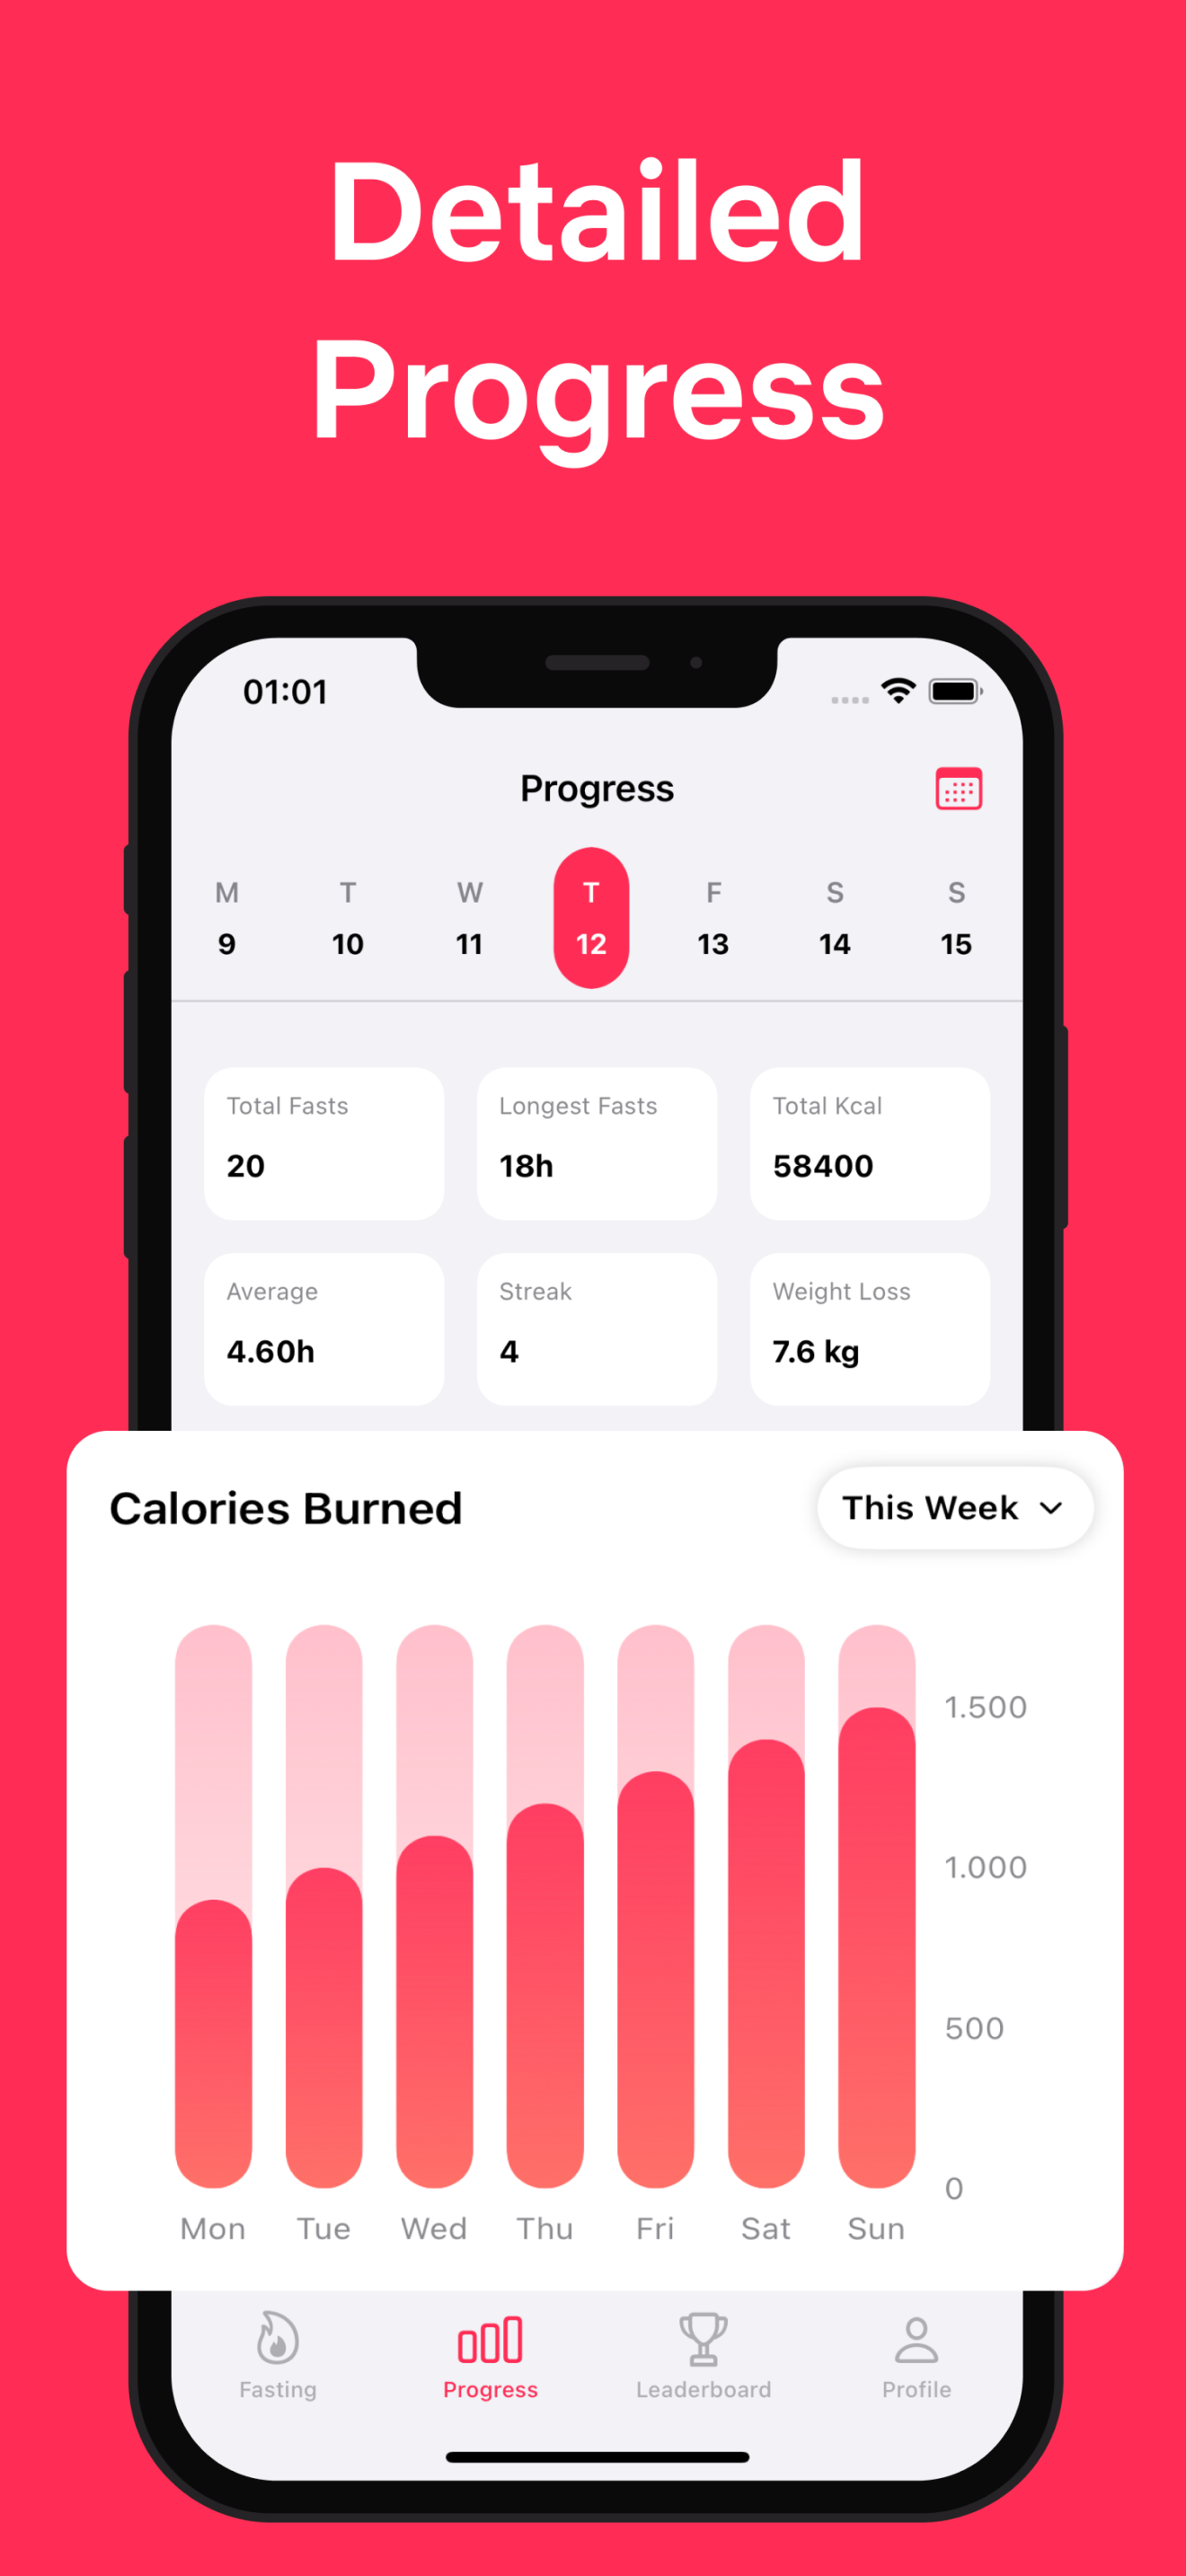 Detailed
Progress
01:01
Progress
M T W T F S S
9 10 11 12 13 14 15
Total Fasts Longest Fasts Total Kcal
20 18h 58400
Average Streak Weight Loss
4.60h 4 7.6 kg
Calories Burned This Week
1.500
1.000
500
0
Mon Tue Wed Thu Fri Sat Sun
Fasting Progress Leaderboard Profile